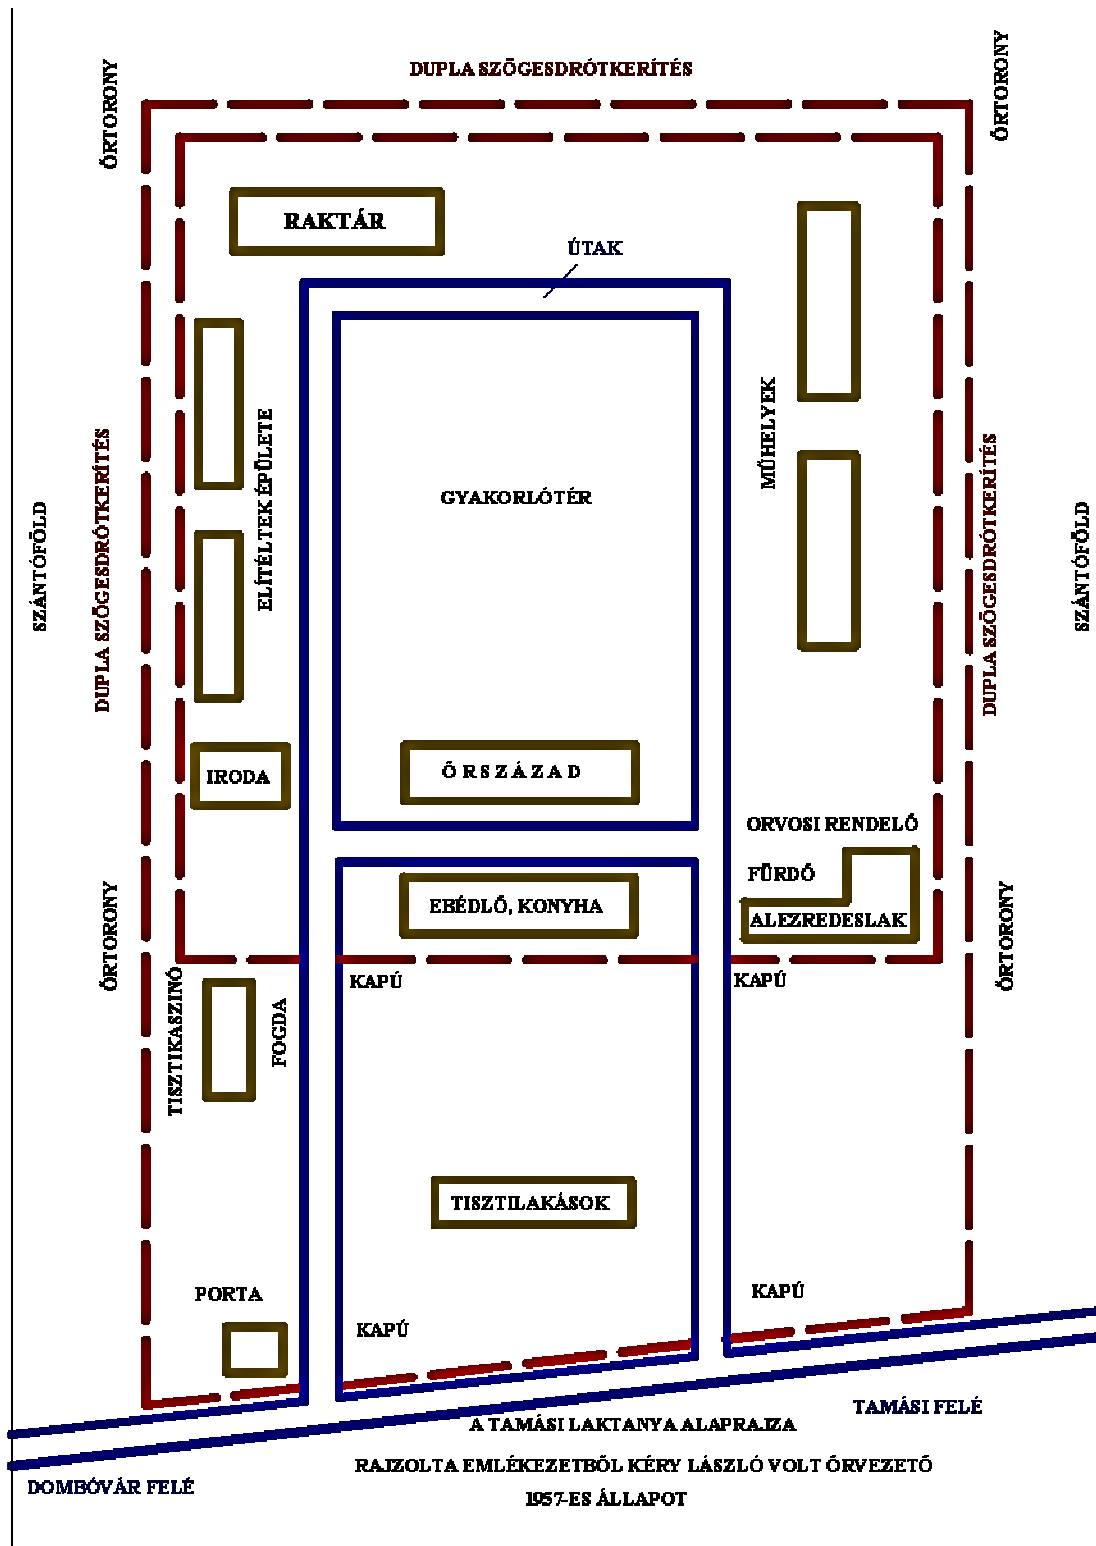 DUPLA SZÖGESDRÓTKERÍTÉS
ŐRTORONY
ŐRTORONY
RAKTÁR
ÚTAK
MŰHELYEK
ELÍTÉLTEK ÉPÜLETE
GYAKORLÓTÉR
DUPLA SZÖGESDRÓTKERÍTÉS
DUPLA SZÖGESDRÓTKERÍTÉS
SZÁNTÓFÖLD
SZÁNTÓFÖLD
IRODA
ŐRSZÁZAD
ORVOSI RENDELŐ
FÜRDŐ
ALEZREDESLAK
EBÉDLŐ, KONYHA
ŐRTORONY
ŐRTORONY
KAPÚ
KAPÚ
TISZTIKASZINÓ
FOGDA
TISZTILAKÁSOK
PORTA
KAPÚ
KAPÚ
TAMÁSI FELÉ
A TAMÁSI LAKTANYA ALAPRAJZA
RAJZOLTA EMLÉKEZETBŐL KÉRY LÁSZLÓ VOLT ŐRVEZETŐ
DOMBÓVÁR FELÉ
1957-ES ÁLLAPOT